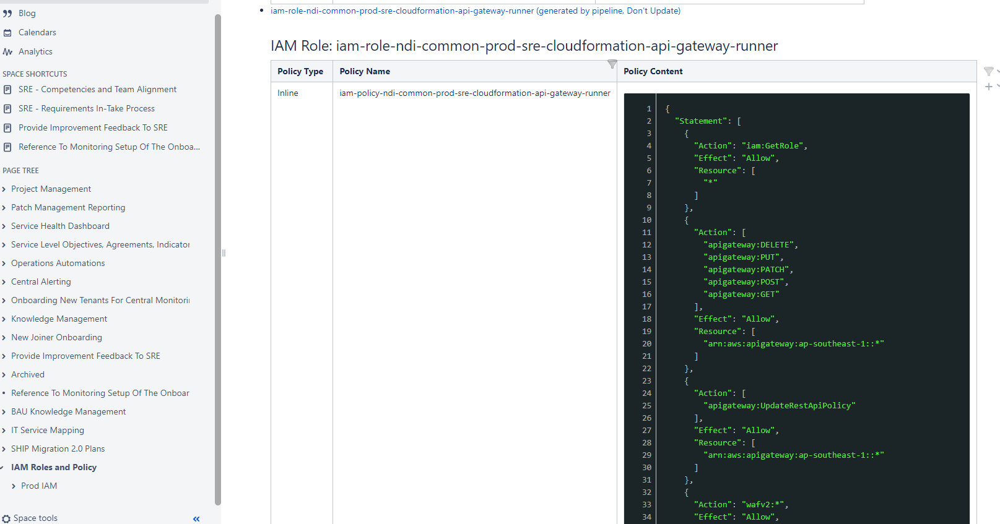 Blog
Calendars
Analytics
SPACE SHORTCUTS
SRE - Competencies and Team Alignment
SRE - Requirements In-Take Process
Provide Improvement Feedback To SRE
Reference To Monitoring Setup Of The Onboa...
PAGE TREE
Project Management
Patch Management Reporting
Service Health Dashboard
Service Level Objectives, Agreements, Indicator
Operations Automations
Central Alerting
Onboarding New Tenants For Central Monitori
Knowledge Management
New Joiner Onboarding
Provide Improvement Feedback To SRE
Archived
Reference To Monitoring Setup Of The Onboar
BAU Knowledge Management
IT Service Mapping
SHIP Migration 2.0 Plans
IAM Roles and Policy
Prod IAM
Space tools
iam-role-ndi-common-prod-sre-cloudformation-api-gateway-runner (generated by pipeline, Don't Update)
IAM Role: iam-role-ndi-common-prod-sre-cloudformation-api-gateway-runner
Policy Type Policy Name Policy Content
Inline iam-policy-ndi-common-prod-sre-cloudformation-api-gateway-runner
1 {
2 "Statement": [
3 {
4 "Action": "iam:GetRole",
5 "Effect": "Allow",
6 "Resource": [
7 "*"
8 ]
9 },
10 {
11 "Action": [
12 "apigateway:DELETE",
13 "apigateway:PUT",
14 "apigateway:PATCH",
15 "apigateway:POST",
16 "apigateway:GET"
17 ],
18 "Effect": "Allow",
19 "Resource": [
20 "arn:aws:apigateway:ap-southeast-1::*"
21 ]
22 },
23 {
24 "Action": [
25 "apigateway:UpdateRestApiPolicy"
26 ],
27 "Effect": "Allow",
28 "Resource": [
29 "arn:aws:apigateway:ap-southeast-1::*"
30 ]
31 },
32 {
33 "Action": "wafv2:*",
34 "Effect": "Allow",